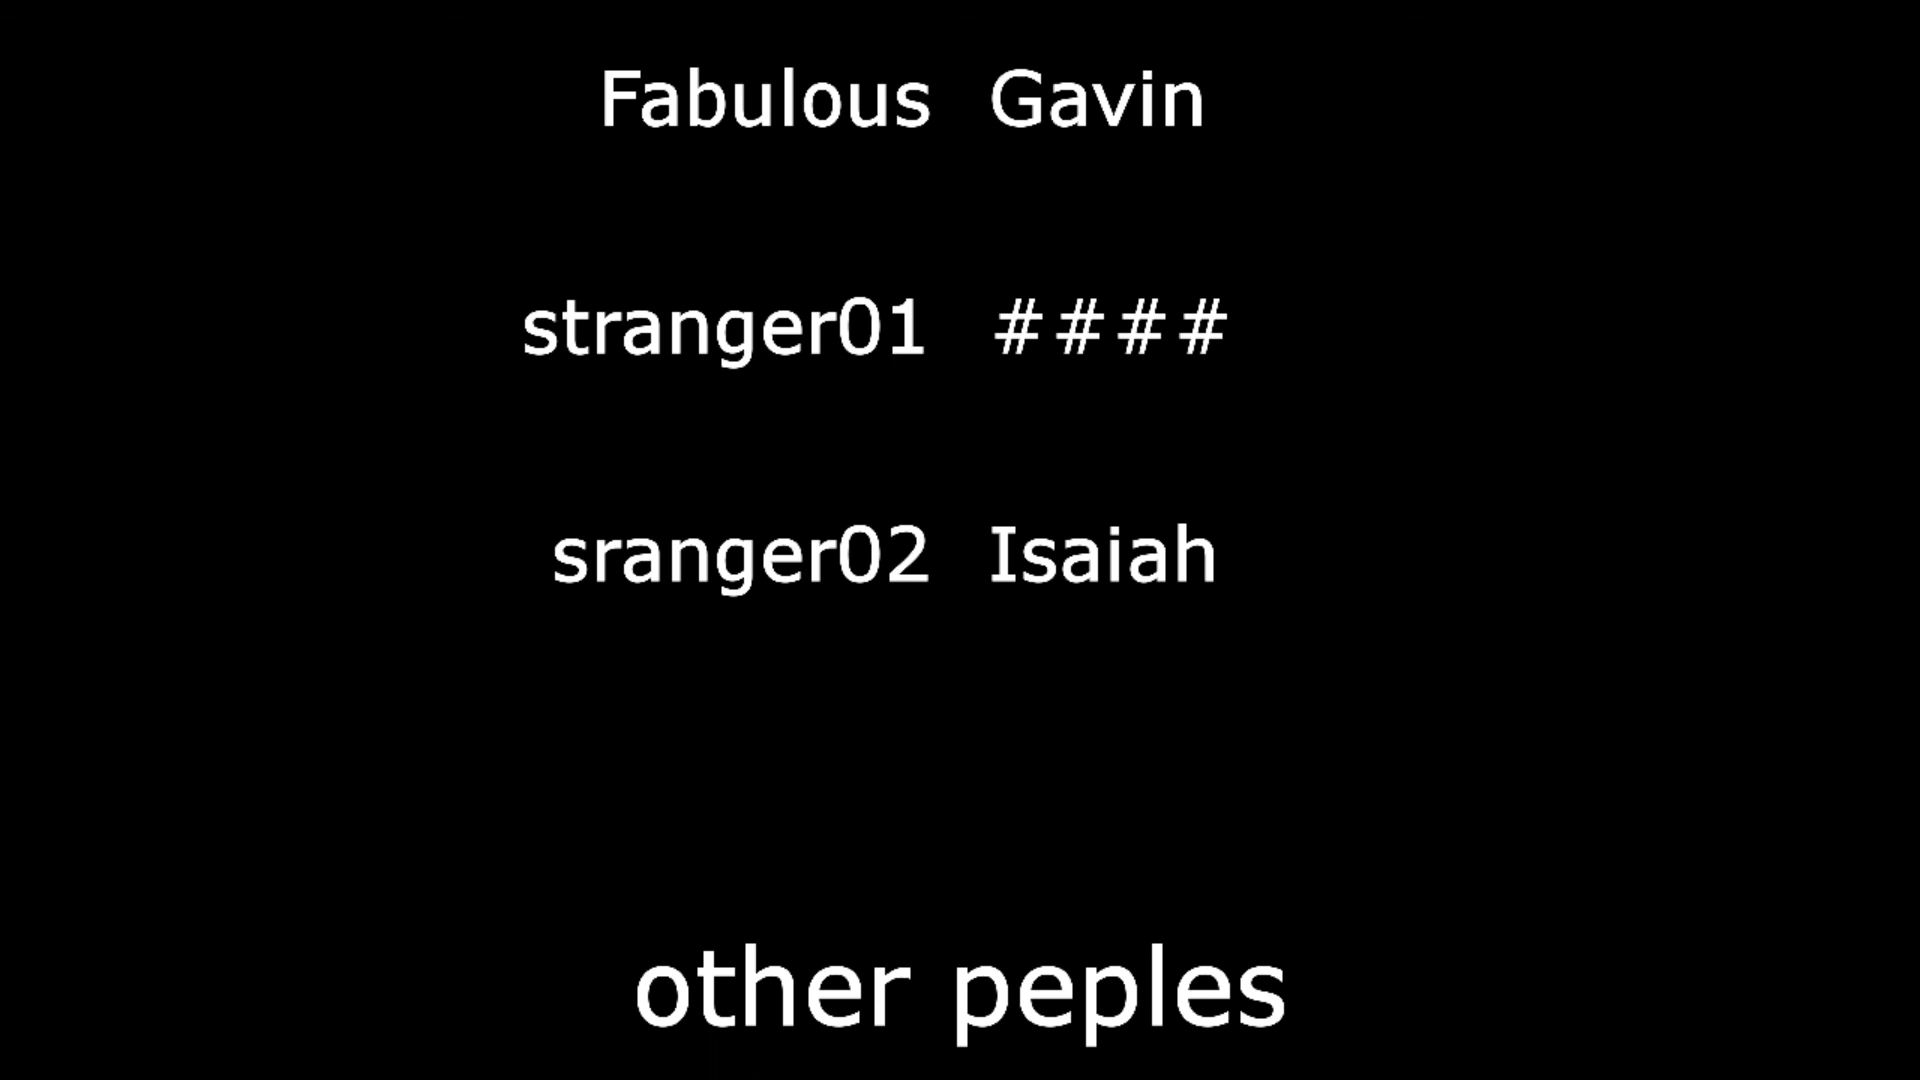 Fabulous Gavin
stranger01 ####
sranger02 Isaiah
other peples